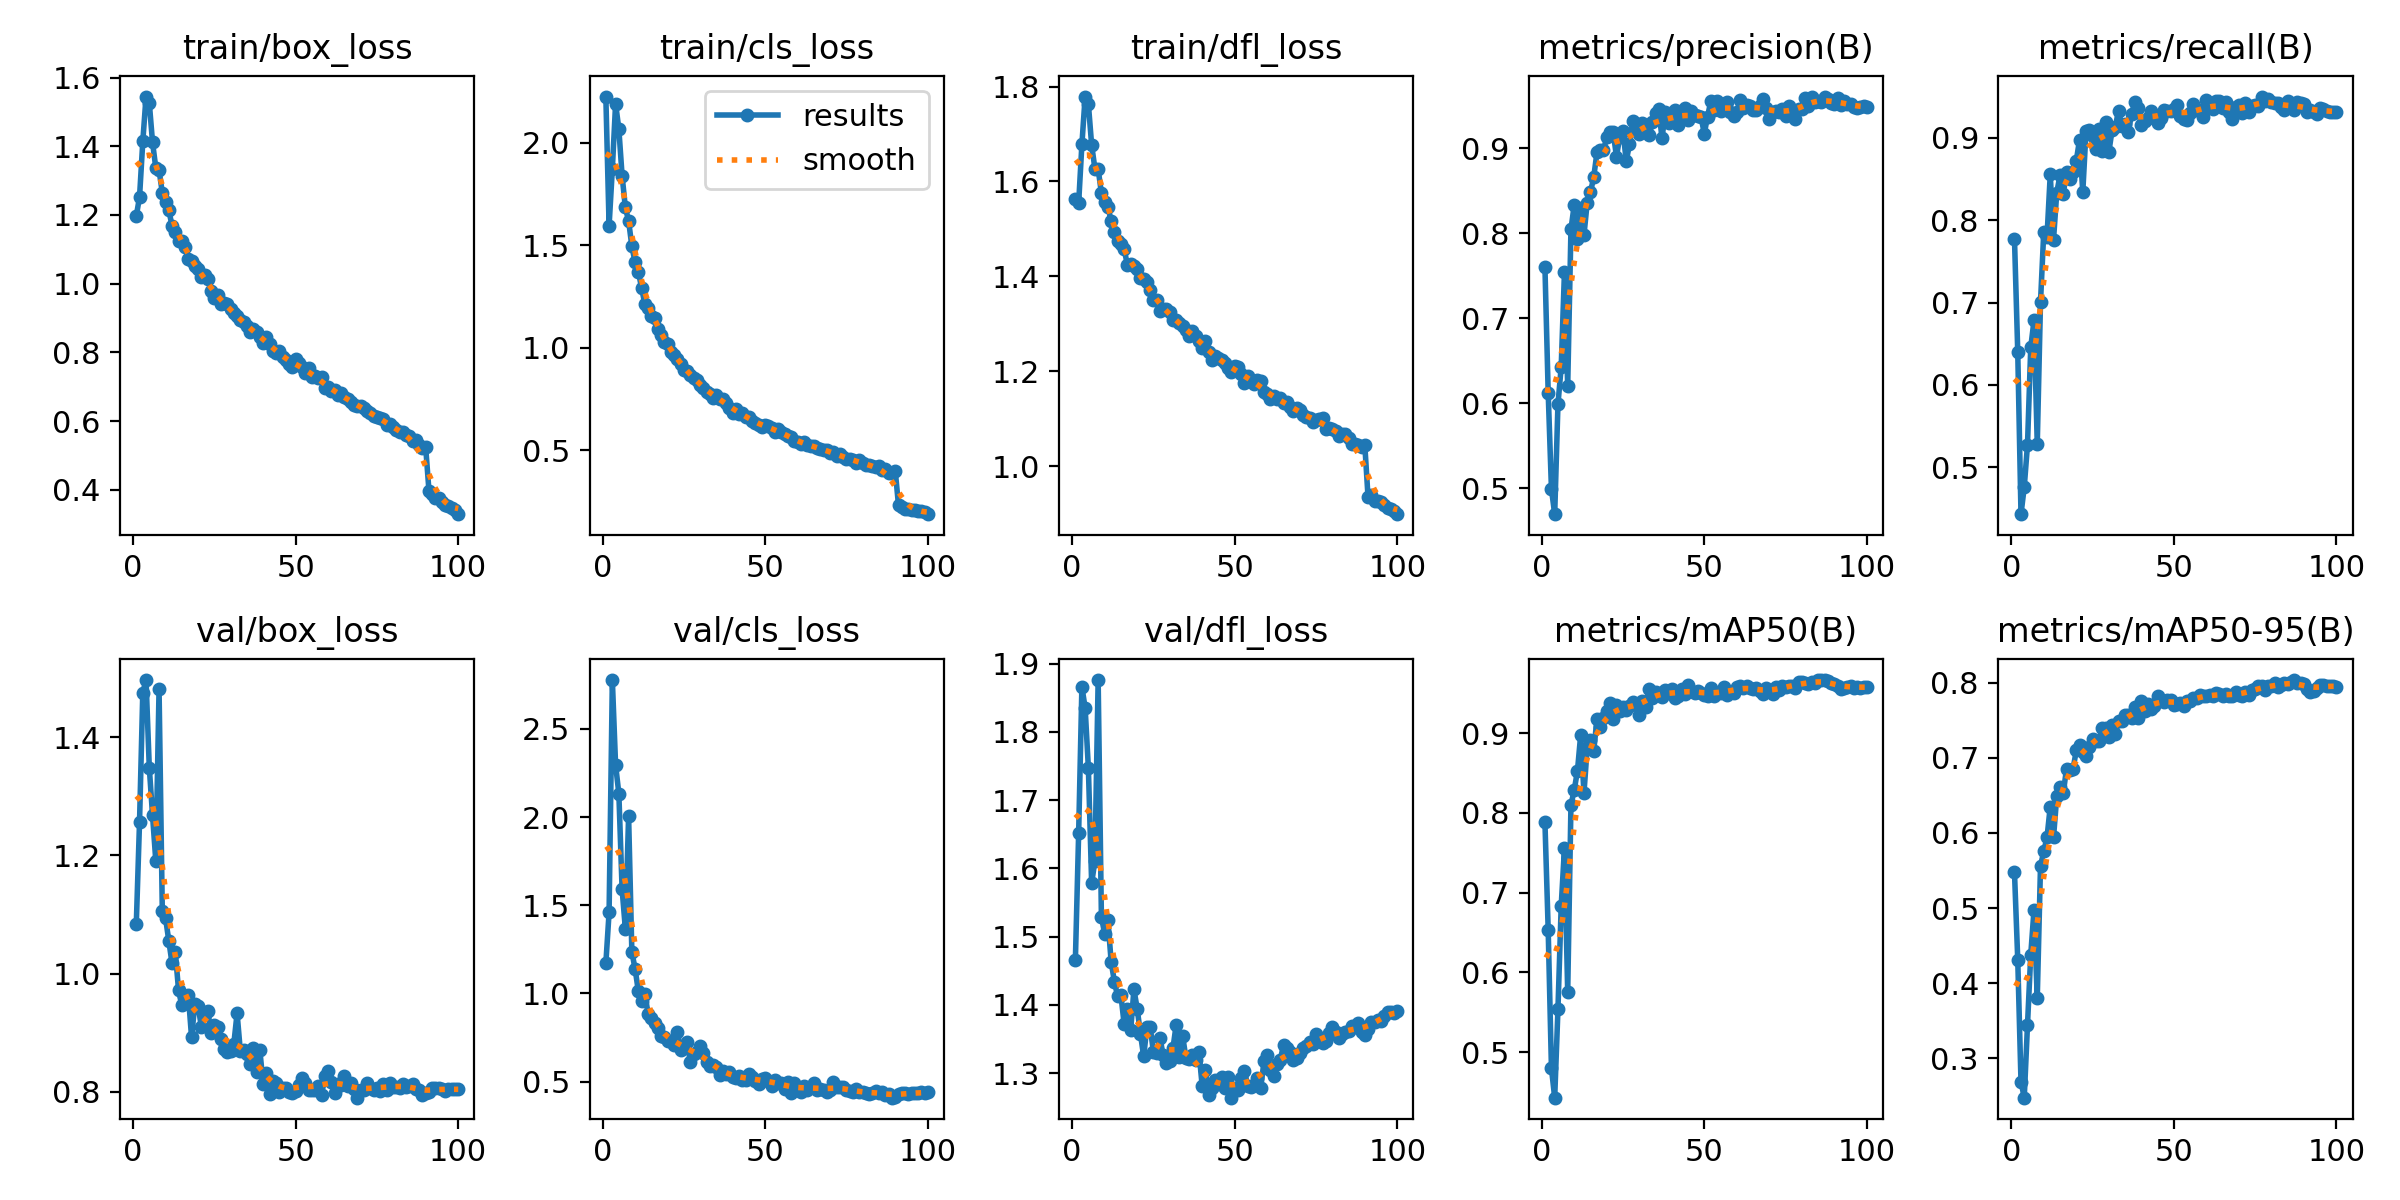 train/box_loss
1.6
1.4
1.2
1.0
0.8
0.6
0.4
0 50 100
train/cls_loss
results
smooth
2.0
1.5
1.0
0.5
0 50 100
train/dfl_loss
1.8
1.6
1.4
1.2
1.0
0 50 100
metrics/precision(B)
0.9
0.8
0.7
0.6
0.5
0 50 100
metrics/recall(B)
0.9
0.8
0.7
0.6
0.5
0 50 100
val/box_loss
1.4
1.2
1.0
0.8
0 50 100
val/cls_loss
2.5
2.0
1.5
1.0
0.5
0 50 100
val/dfl_loss
1.9
1.8
1.7
1.6
1.5
1.4
1.3
0 50 100
metrics/mAP50(B)
0.9
0.8
0.7
0.6
0.5
0 50 100
metrics/mAP50-95(B)
0.8
0.7
0.6
0.5
0.4
0.3
0 50 100